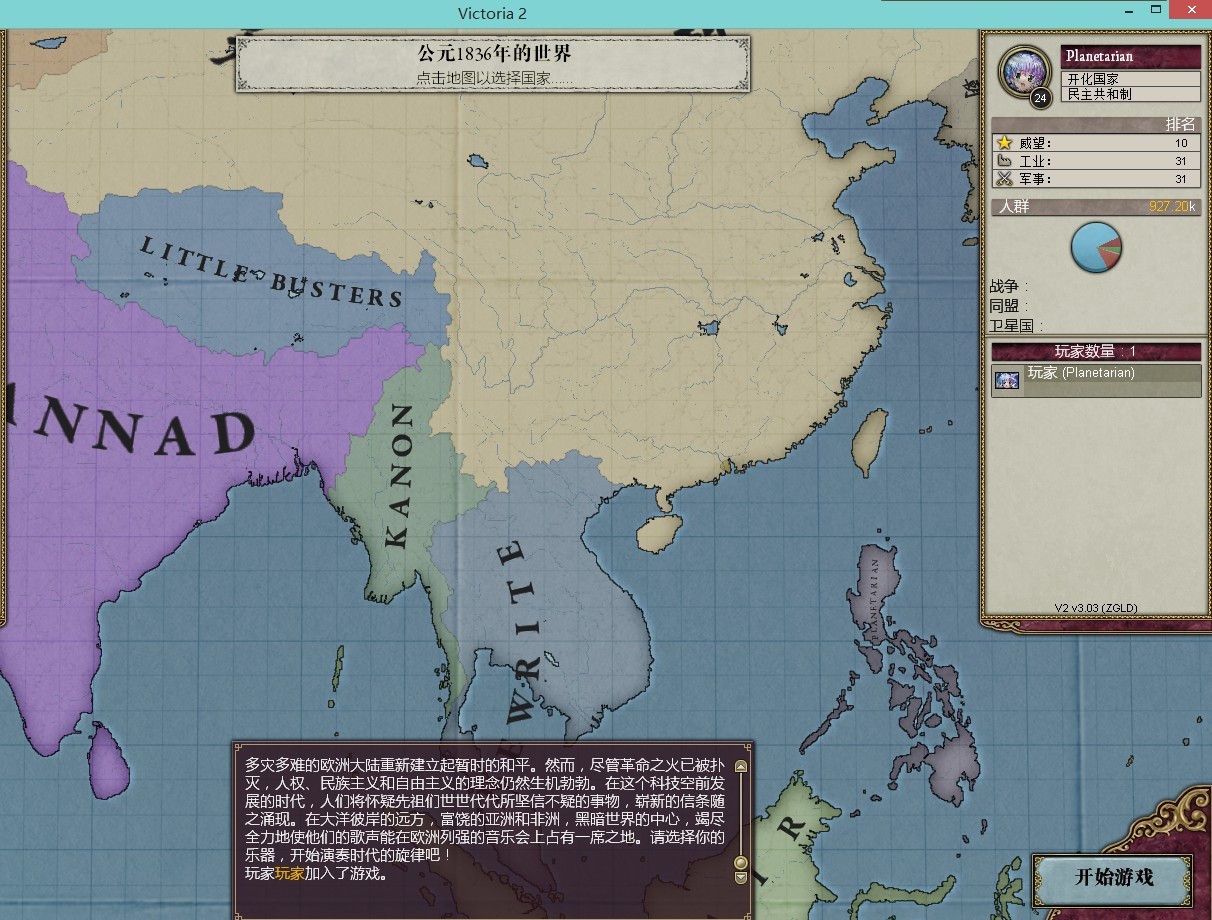 Victoria 2
公元1836年的世界
点击地图以选择国家......
Planetarian
开化国家
民主共和制
24
排名
威望: 10
工业: 31
军事: 31
人群 927.20k
战争 :
同盟 :
卫星国 :
玩家数量 : 1
玩家 (Planetarian)
V2 v3.03 (ZGLD)
LITTLE BUSTERS
NNAD
KANON
REWRITE
PLANETARIAN
R
多灾多难的欧洲大陆重新建立起暂时的和平。然而，尽管革命之火已被扑
灭，人权、民族主义和自由主义的理念仍然生机勃勃。在这个科技空前发
展的时代，人们将怀疑先祖们世世代代所坚信不疑的事物，崭新的信条随
之涌现。在大洋彼岸的远方，富饶的亚洲和非洲，黑暗世界的中心，竭尽
全力地使他们的歌声能在欧洲列强的音乐会上占有一席之地。请选择你的
乐器，开始演奏时代的旋律吧！
玩家玩家加入了游戏。
开始游戏